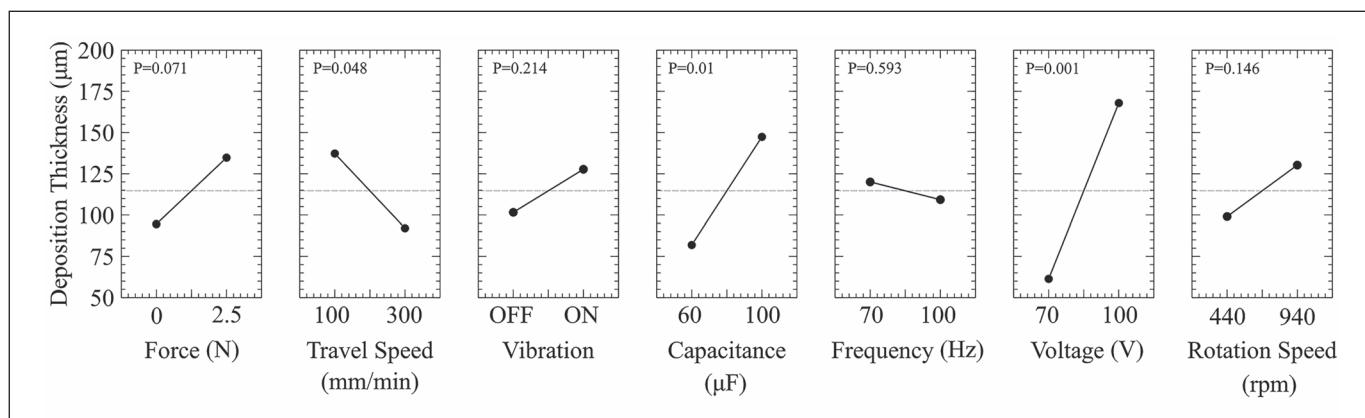 Deposition Thickness (μm)
200
175
150
125
100
75
50
P=0.071
0 2.5
Force (N)
P=0.048
100 300
Travel Speed
(mm/min)
P=0.214
OFF ON
Vibration
P=0.01
60 100
Capacitance
(μF)
P=0.593
70 100
Frequency (Hz)
P=0.001
70 100
Voltage (V)
P=0.146
440 940
Rotation Speed
(rpm)